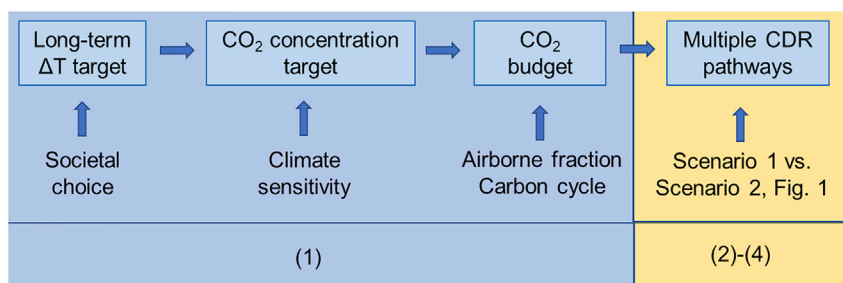 Long-term
ΔT target
CO₂ concentration
target
CO₂
budget
Multiple CDR
pathways
Societal
choice
Climate
sensitivity
Airborne fraction
Carbon cycle
Scenario 1 vs.
Scenario 2, Fig. 1
(1)
(2)-(4)